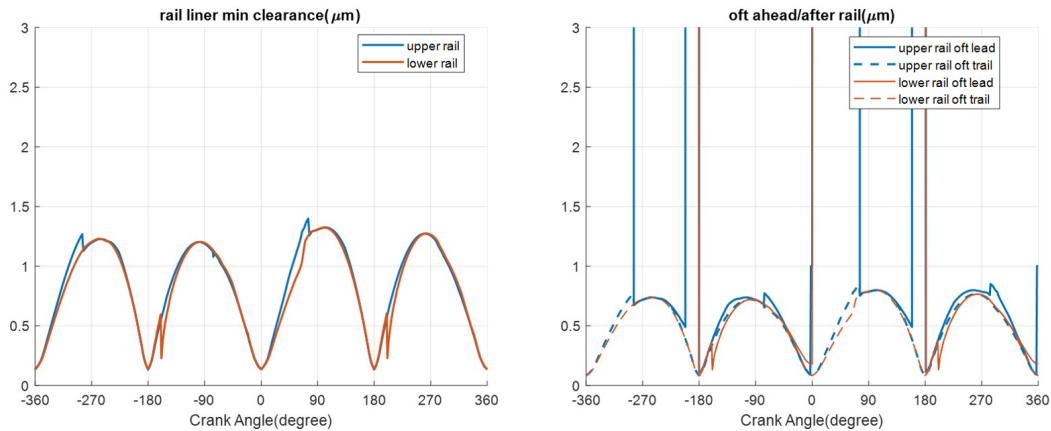 rail liner min clearance(μm)
3
2.5
2
1.5
1
0.5
0
-360 -270 -180 -90 0 90 180 270 360
Crank Angle(degree)
upper rail
lower rail
oft ahead/after rail(μm)
3
2.5
2
1.5
1
0.5
0
-360 -270 -180 -90 0 90 180 270 360
Crank Angle(degree)
upper rail oft lead
upper rail oft trail
lower rail oft lead
lower rail oft trail